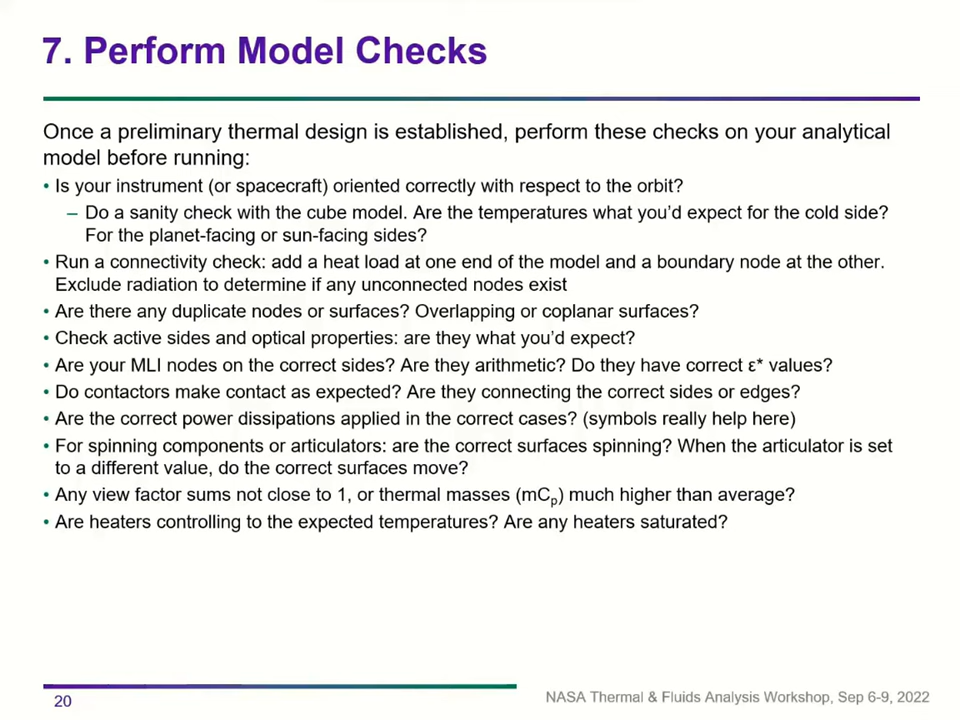 7. Perform Model Checks
Once a preliminary thermal design is established, perform these checks on your analytical
model before running:
• Is your instrument (or spacecraft) oriented correctly with respect to the orbit?
– Do a sanity check with the cube model. Are the temperatures what you’d expect for the cold side?
For the planet-facing or sun-facing sides?
• Run a connectivity check: add a heat load at one end of the model and a boundary node at the other.
Exclude radiation to determine if any unconnected nodes exist
• Are there any duplicate nodes or surfaces? Overlapping or coplanar surfaces?
• Check active sides and optical properties: are they what you’d expect?
• Are your MLI nodes on the correct sides? Are they arithmetic? Do they have correct ε* values?
• Do contactors make contact as expected? Are they connecting the correct sides or edges?
• Are the correct power dissipations applied in the correct cases? (symbols really help here)
• For spinning components or articulators: are the correct surfaces spinning? When the articulator is set
to a different value, do the correct surfaces move?
• Any view factor sums not close to 1, or thermal masses (mCp) much higher than average?
• Are heaters controlling to the expected temperatures? Are any heaters saturated?
20
NASA Thermal & Fluids Analysis Workshop, Sep 6-9, 2022